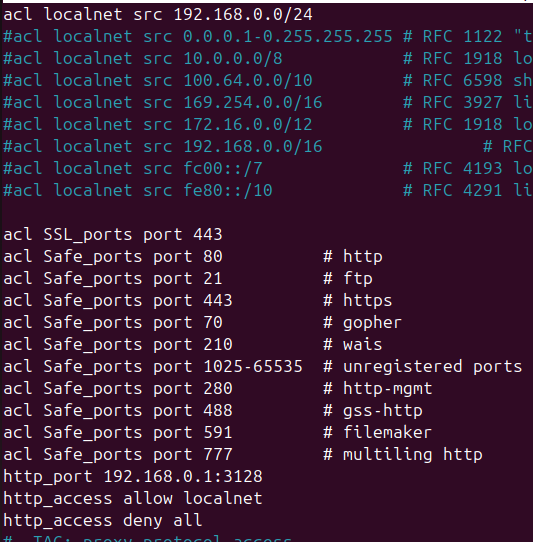 acl localnet src 192.168.0.0/24
#acl localnet src 0.0.0.1-0.255.255.255 # RFC 1122 "t
#acl localnet src 10.0.0.0/8 # RFC 1918 lo
#acl localnet src 100.64.0.0/10 # RFC 6598 sh
#acl localnet src 169.254.0.0/16 # RFC 3927 li
#acl localnet src 172.16.0.0/12 # RFC 1918 lo
#acl localnet src 192.168.0.0/16 # RFC
#acl localnet src fc00::/7 # RFC 4193 lo
#acl localnet src fe80::/10 # RFC 4291 li
acl SSL_ports port 443
acl Safe_ports port 80 # http
acl Safe_ports port 21 # ftp
acl Safe_ports port 443 # https
acl Safe_ports port 70 # gopher
acl Safe_ports port 210 # wais
acl Safe_ports port 1025-65535 # unregistered ports
acl Safe_ports port 280 # http-mgmt
acl Safe_ports port 488 # gss-http
acl Safe_ports port 591 # filemaker
acl Safe_ports port 777 # multiling http
http_port 192.168.0.1:3128
http_access allow localnet
http_access deny all
# TAG: proxy_protocol_access